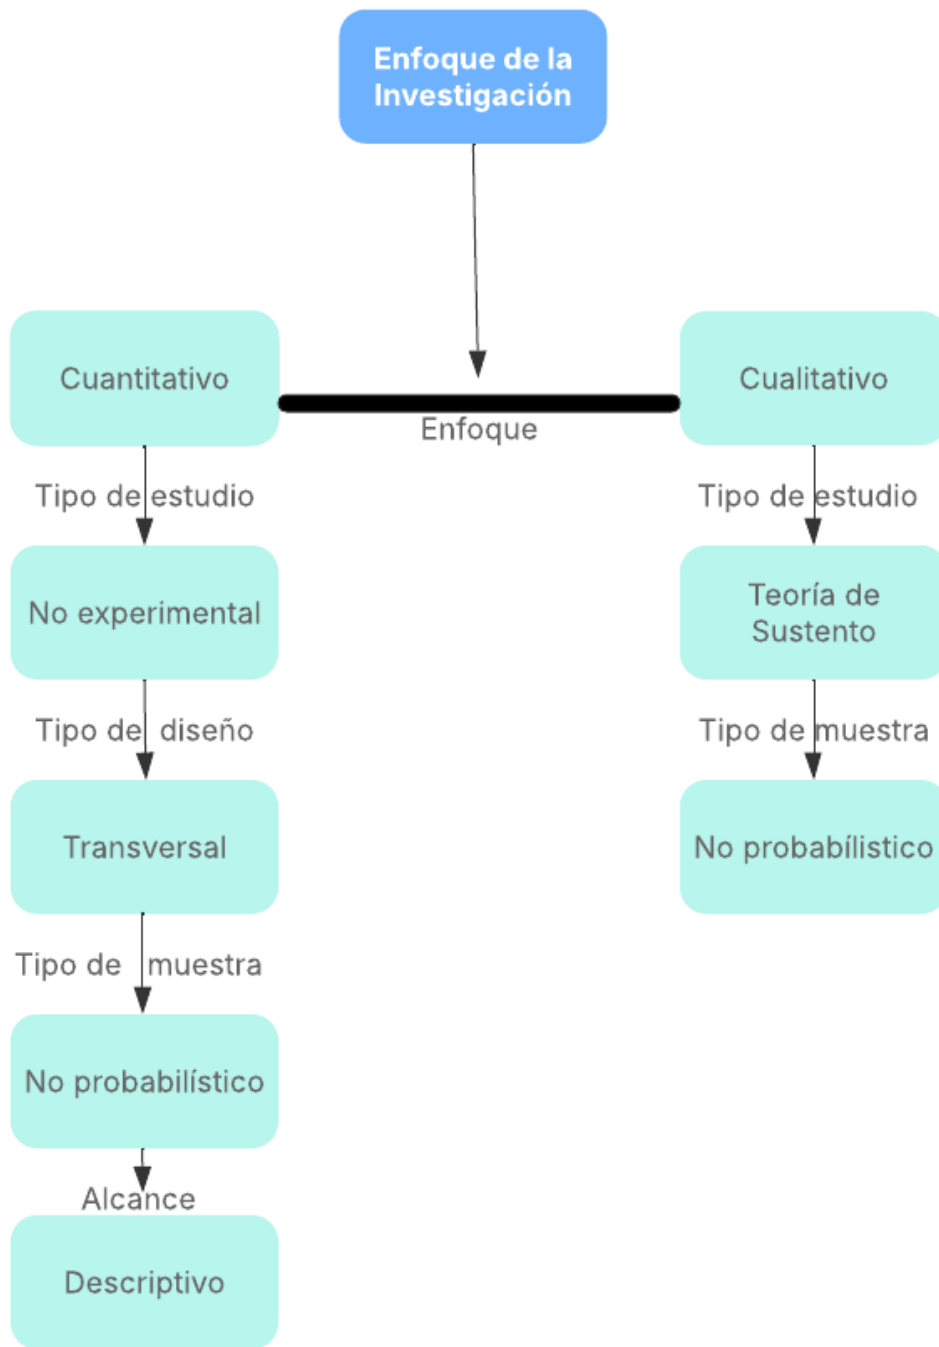 Enfoque de la
Investigación
Cuantitativo
Cualitativo
Enfoque
Tipo de estudio
Tipo de estudio
No experimental
Teoría de
Sustento
Tipo de diseño
Tipo de muestra
Transversal
No probabílistico
Tipo de muestra
No probabilístico
Alcance
Descriptivo